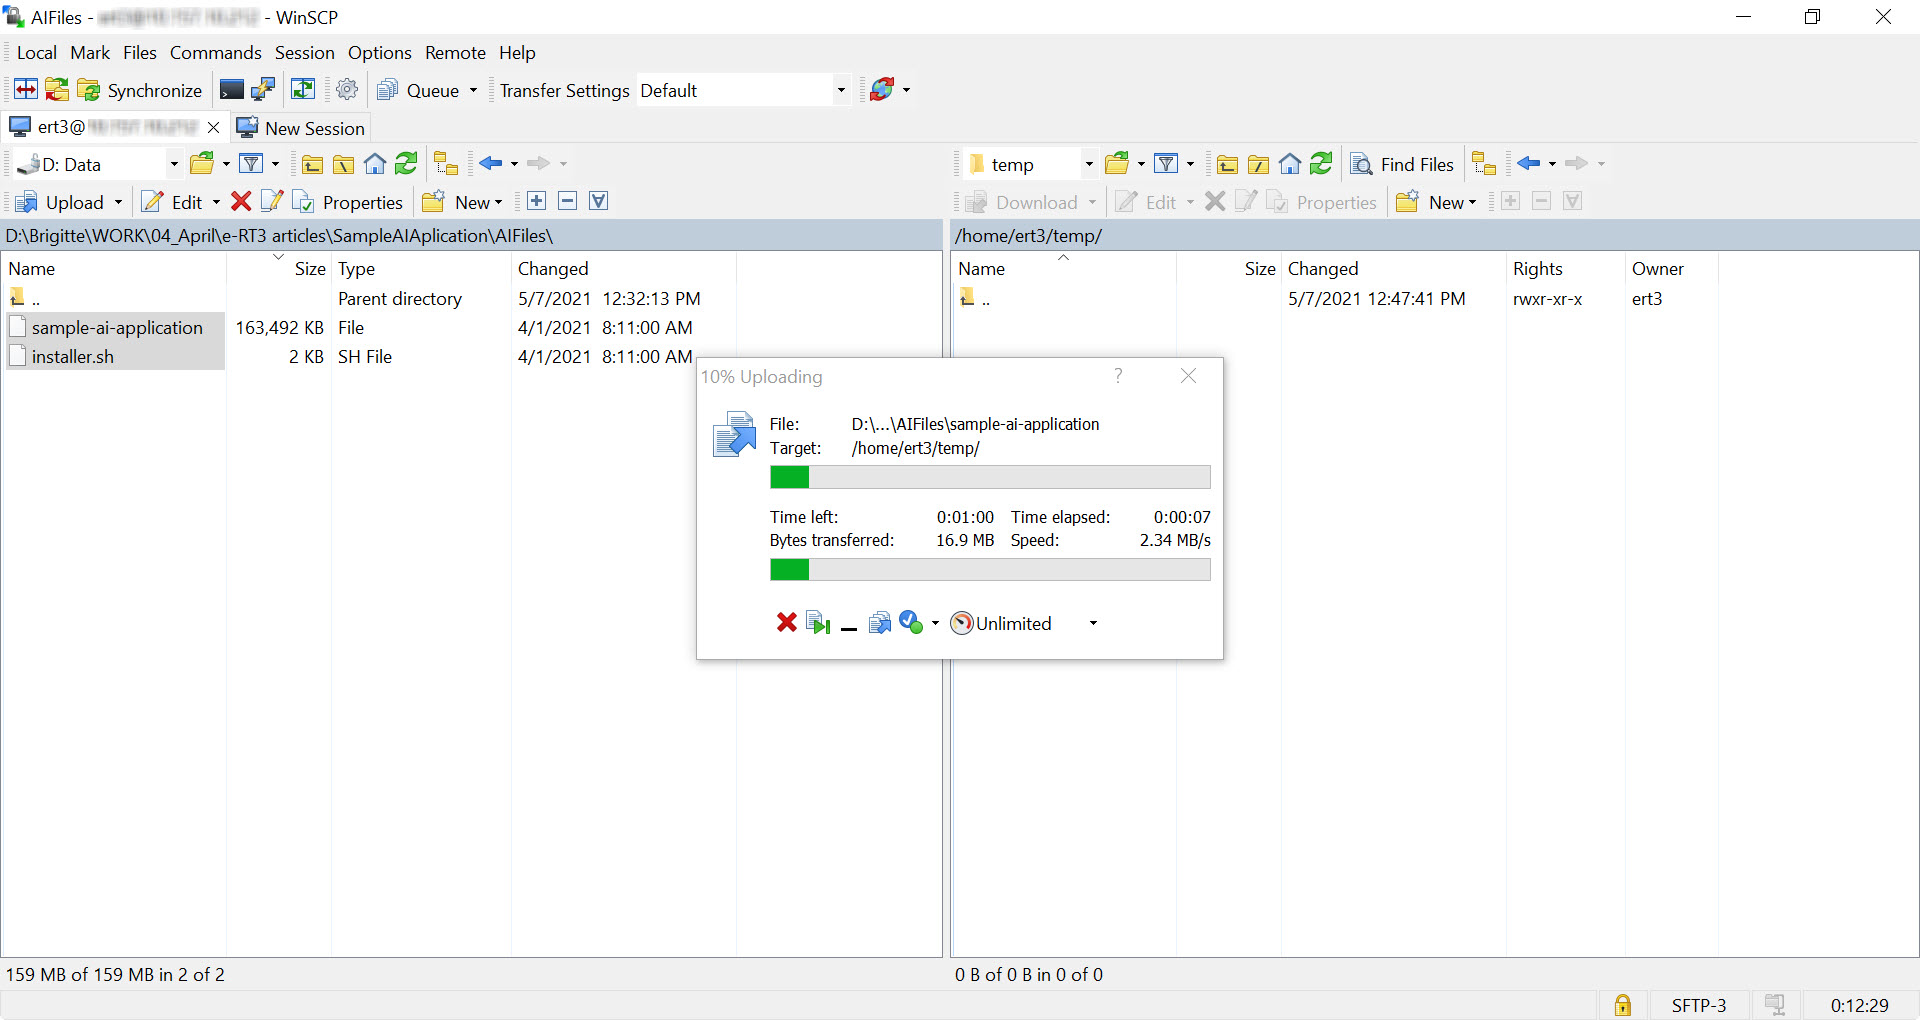 AIFiles - - WinSCP
Local Mark Files Commands Session Options Remote Help
Synchronize Queue Transfer Settings Default
ert3@ New Session
D: Data temp Find Files
Upload Edit Properties New Download Edit Properties New
D:\Brigitte\WORK\04_April\e-RT3 articles\SampleAIAplication\AIFiles\ /home/ert3/temp/
Name Size Type Changed Name Size Changed Rights Owner
.. Parent directory 5/7/2021 12:32:13 PM .. 5/7/2021 12:47:41 PM rwxr-xr-x ert3
sample-ai-application 163,492 KB File 4/1/2021 8:11:00 AM
installer.sh 2 KB SH File 4/1/2021 8:11:00 AM
10% Uploading ?
File: D:\...\AIFiles\sample-ai-application
Target: /home/ert3/temp/
Time left: 0:01:00 Time elapsed: 0:00:07
Bytes transferred: 16.9 MB Speed: 2.34 MB/s
Unlimited
159 MB of 159 MB in 2 of 2 0 B of 0 B in 0 of 0
SFTP-3 0:12:29